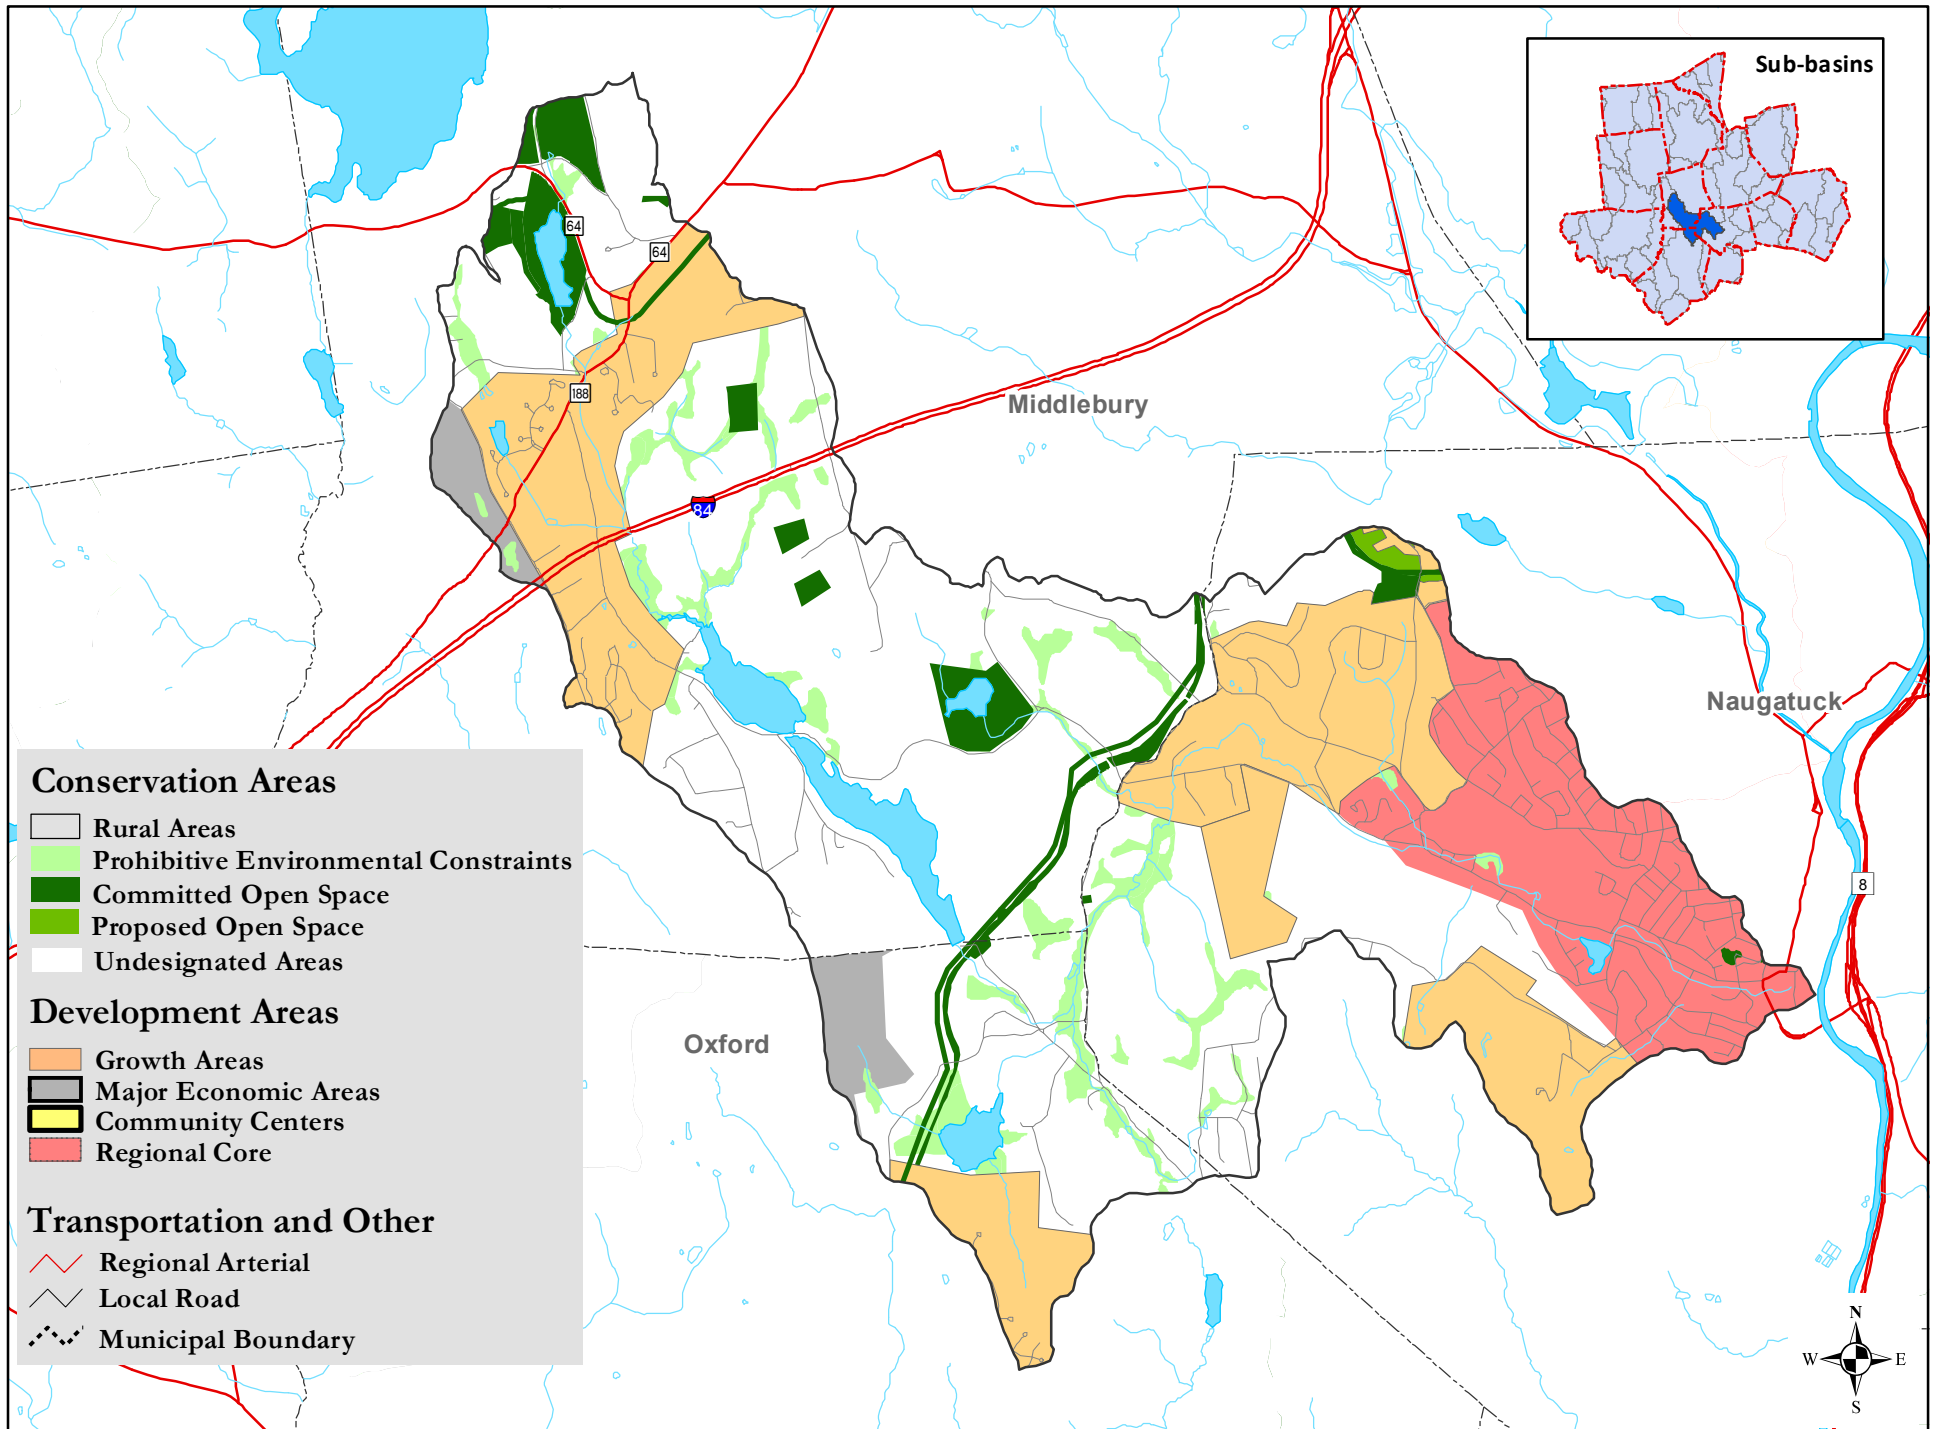 Sub-basins
64
64
188
84
Middlebury
Naugatuck
8
Oxford
Conservation Areas
Rural Areas
Prohibitive Environmental Constraints
Committed Open Space
Proposed Open Space
Undesignated Areas
Development Areas
Growth Areas
Major Economic Areas
Community Centers
Regional Core
Transportation and Other
Regional Arterial
Local Road
Municipal Boundary
N
W E
S